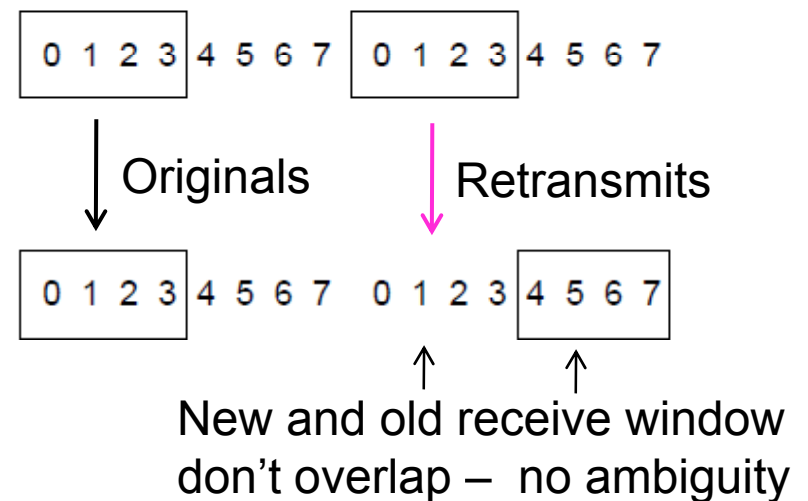 0 1 2 3 4 5 6 7 0 1 2 3 4 5 6 7
Originals Retransmits
0 1 2 3 4 5 6 7 0 1 2 3 4 5 6 7
New and old receive window
don’t overlap – no ambiguity